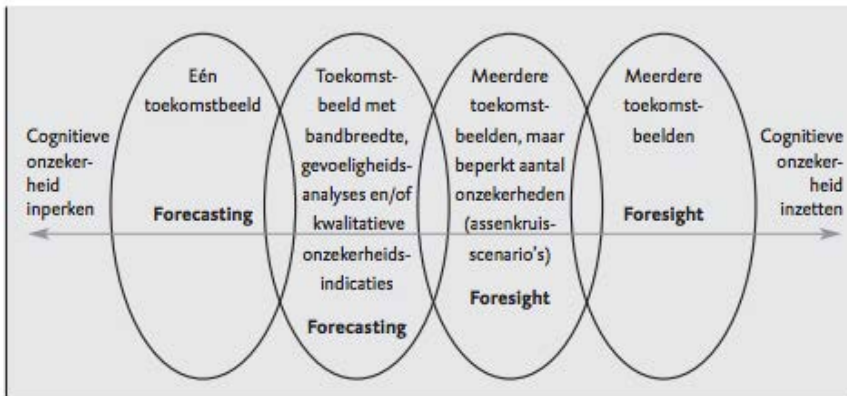 Cognitieve
onzeker-
heid
inperken
Eén
toekomstbeeld
Forecasting
Toekomst-
beeld met
bandbreedte,
gevoeligheids-
analyses en/of
kwalitatieve
onzekerheids-
indicaties
Forecasting
Meerdere
toekomst-
beelden, maar
beperkt aantal
onzekerheden
(assenkruis-
scenario's)
Foresight
Meerdere
toekomst-
beelden
Foresight
Cognitieve
onzeker-
heid
inzetten